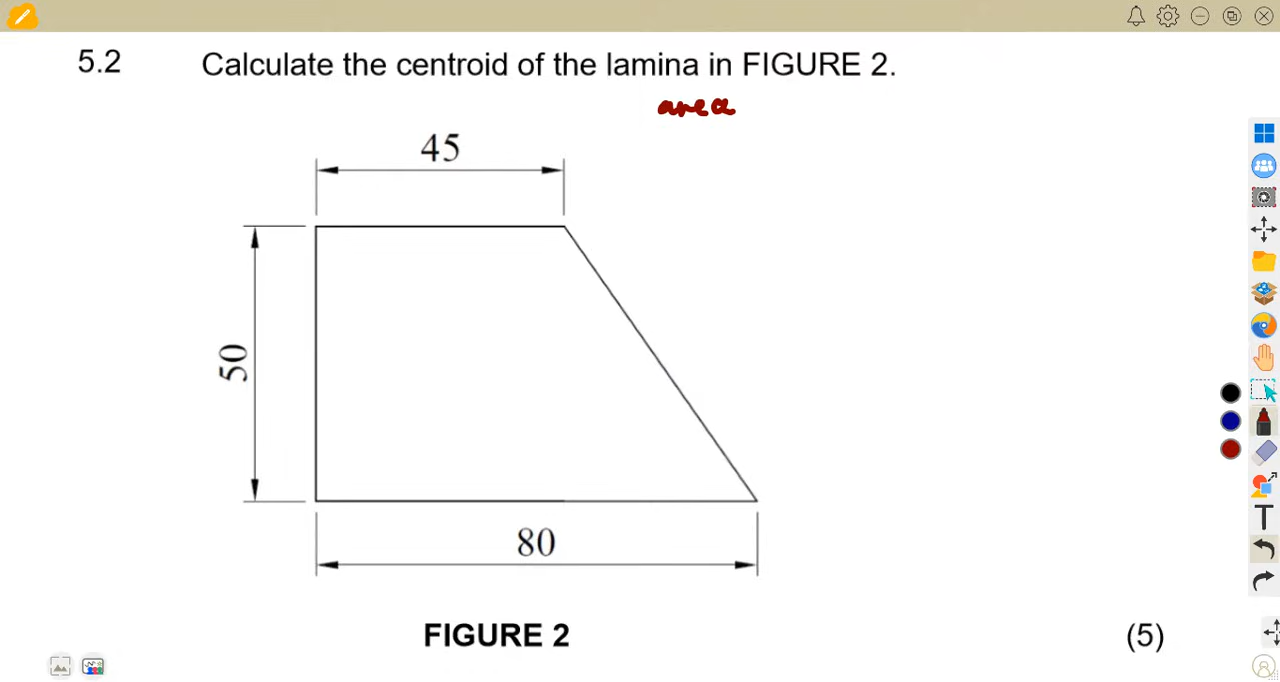 5.2 Calculate the centroid of the lamina in FIGURE 2.
area
45
50
80
FIGURE 2 (5)
T